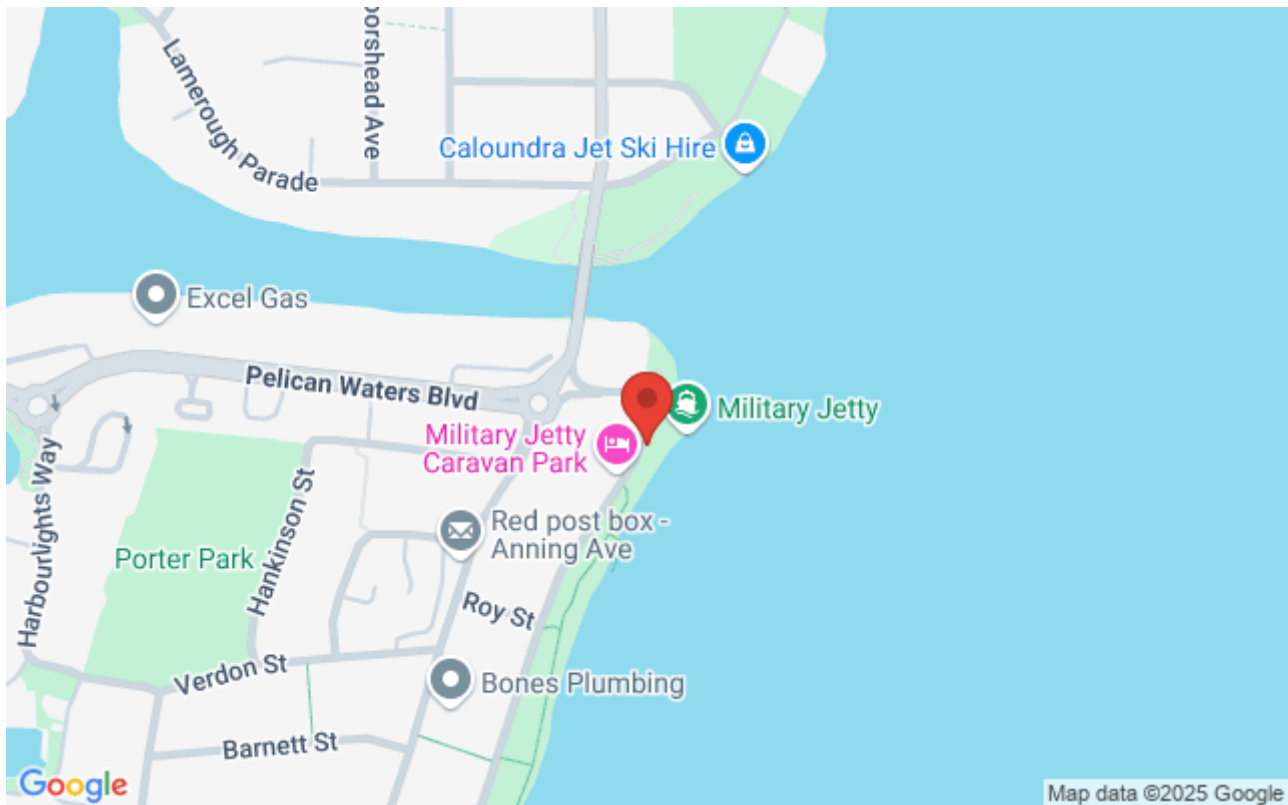 oorshead Ave
Lamerough Parade
Caloundra Jet Ski Hire
Excel Gas
Pelican Waters Blvd
Military Jetty
Military Jetty
Caravan Park
Harbourlights Way
Hankinson St
Red post box -
Anning Ave
Porter Park
Roy St
Verdon St
Bones Plumbing
Barnett St
Google
Map data ©2025 Google